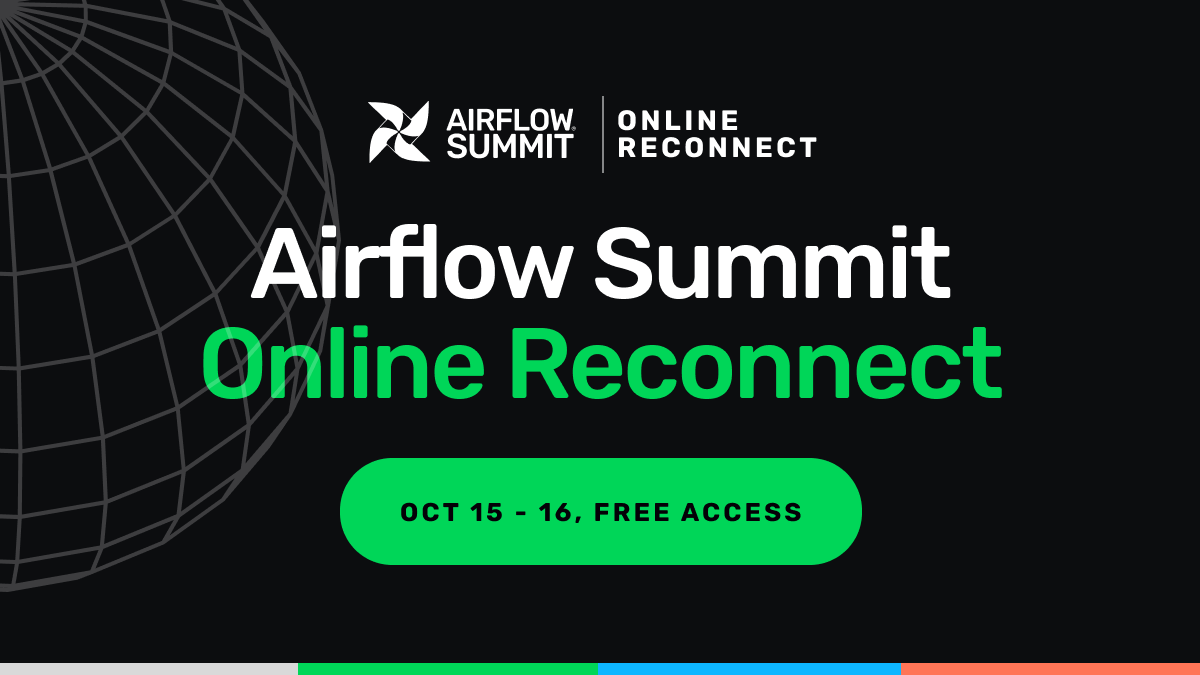 AIRFLOW
SUMMIT®
ONLINE
RECONNECT
Airflow Summit
Online Reconnect
OCT 15 - 16, FREE ACCESS